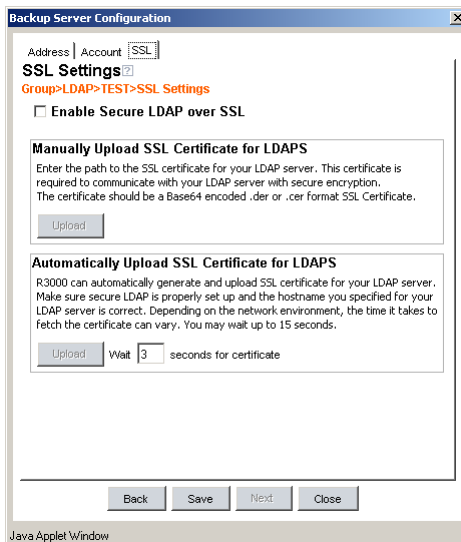 Backup Server Configuration
Address Account SSL
SSL Settings?
Group>LDAP>TEST>SSL Settings
Enable Secure LDAP over SSL
Manually Upload SSL Certificate for LDAPS
Enter the path to the SSL certificate for your LDAP server. This certificate is
required to communicate with your LDAP server with secure encryption.
The certificate should be a Base64 encoded .der or .cer format SSL Certificate.
Upload
Automatically Upload SSL Certificate for LDAPS
R3000 can automatically generate and upload SSL certificate for your LDAP server.
Make sure secure LDAP is properly set up and the hostname you specified for your
LDAP server is correct. Depending on the network environment, the time it takes to
fetch the certificate can vary. You may wait up to 15 seconds.
Upload Wait 3 seconds for certificate
Back Save Next Close
Java Applet Window